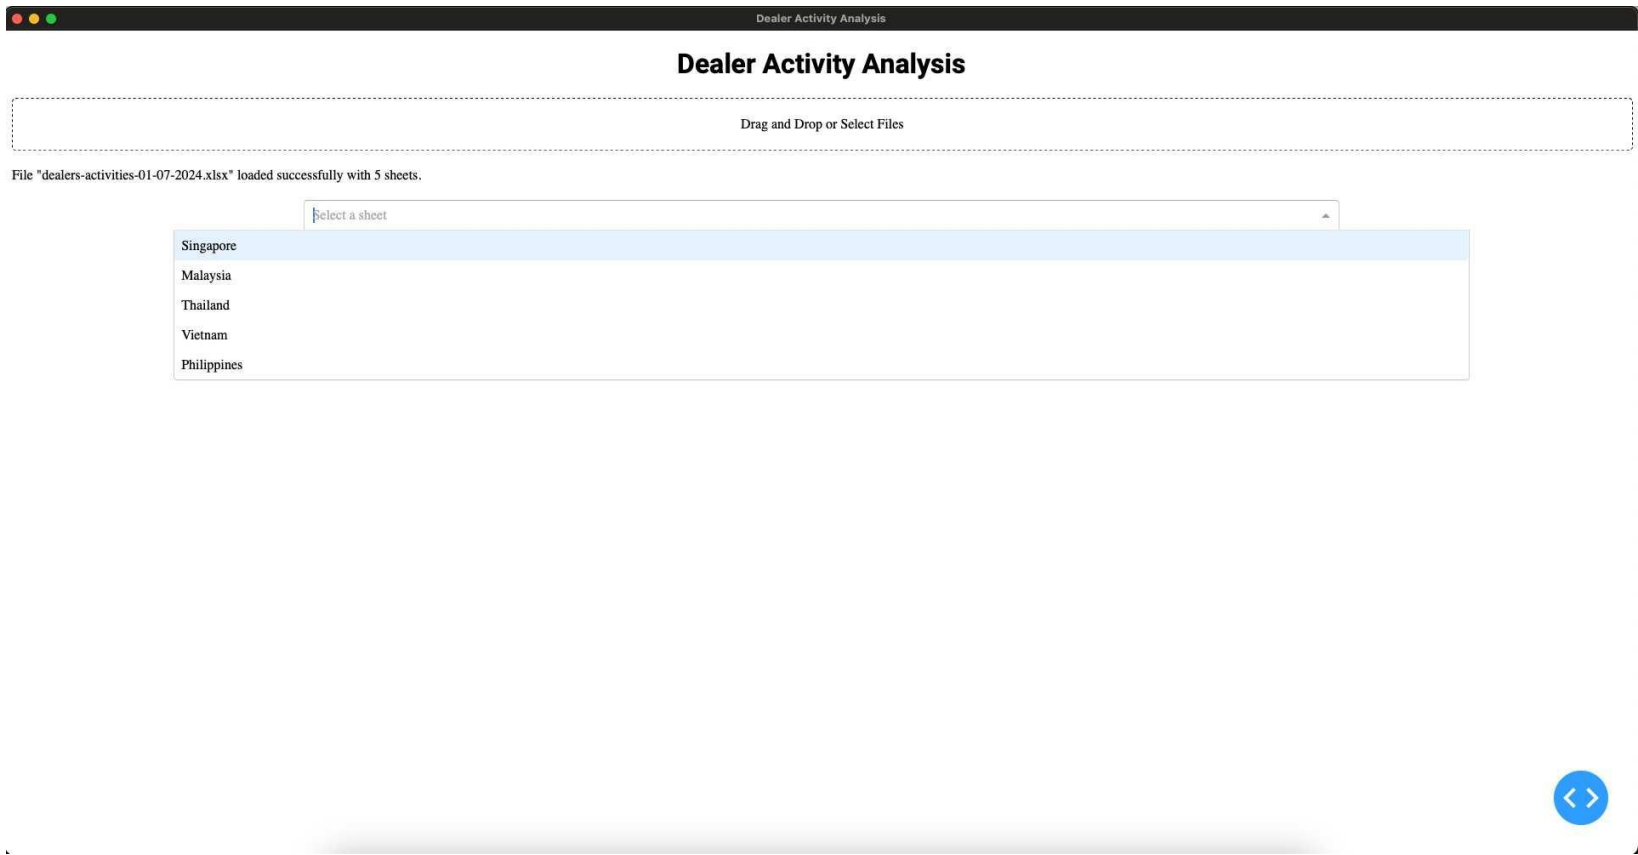 Dealer Activity Analysis
Dealer Activity Analysis
Drag and Drop or Select Files
File "dealers-activities-01-07-2024.xlsx" loaded successfully with 5 sheets.
Select a sheet
Singapore
Malaysia
Thailand
Vietnam
Philippines